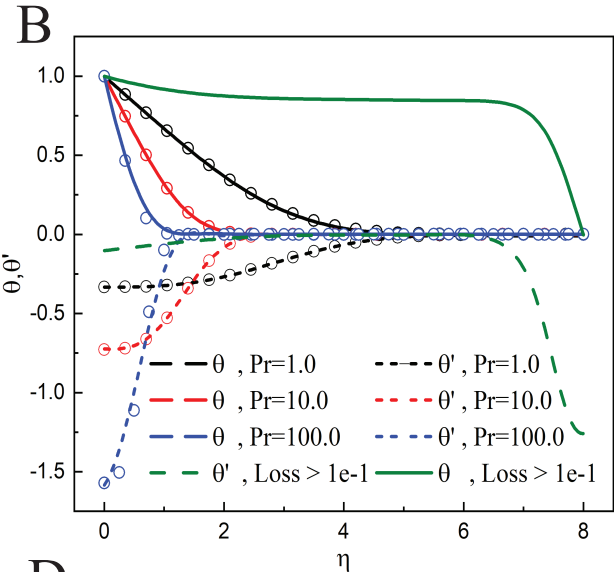 B
1.0
0.5
0.0
-0.5
-1.0
-1.5
θ,θ'
θ , Pr=1.0 θ' , Pr=1.0
θ , Pr=10.0 θ' , Pr=10.0
θ , Pr=100.0 θ' , Pr=100.0
θ' , Loss > 1e-1 θ , Loss > 1e-1
0 2 4 6 8
η